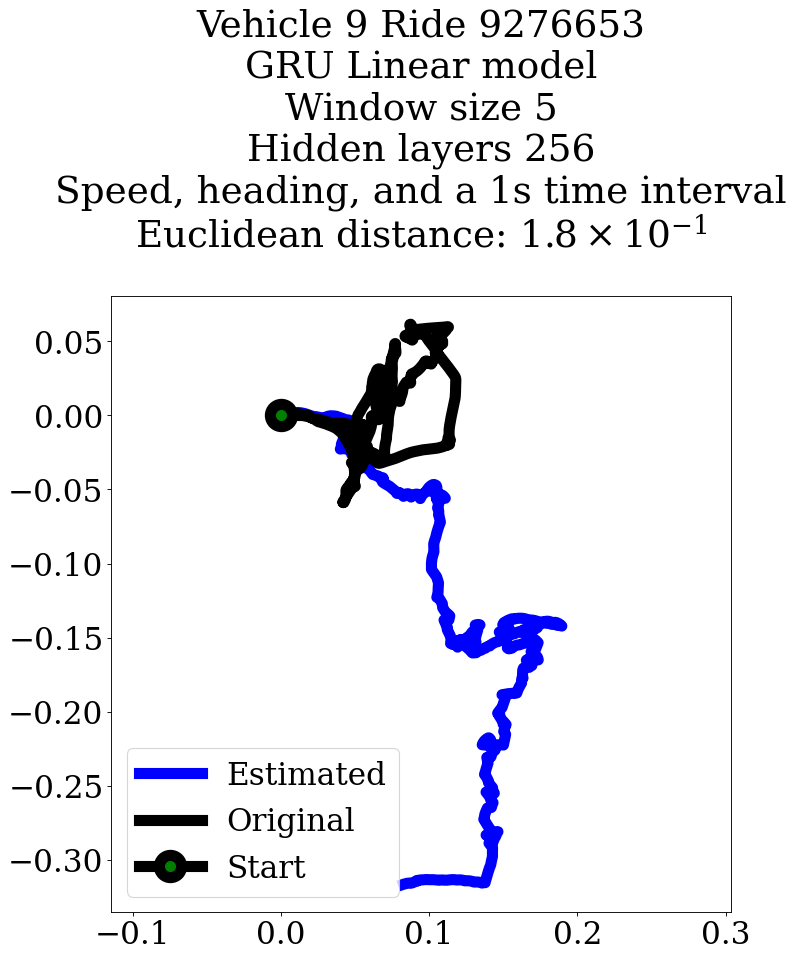 Vehicle 9 Ride 9276653
GRU Linear model
Window size 5
Hidden layers 256
Speed, heading, and a 1s time interval
Euclidean distance: 1.8 × 10⁻¹
0.05
0.00
−0.05
−0.10
−0.15
−0.20
−0.25
−0.30
Estimated
Original
Start
−0.1 0.0 0.1 0.2 0.3